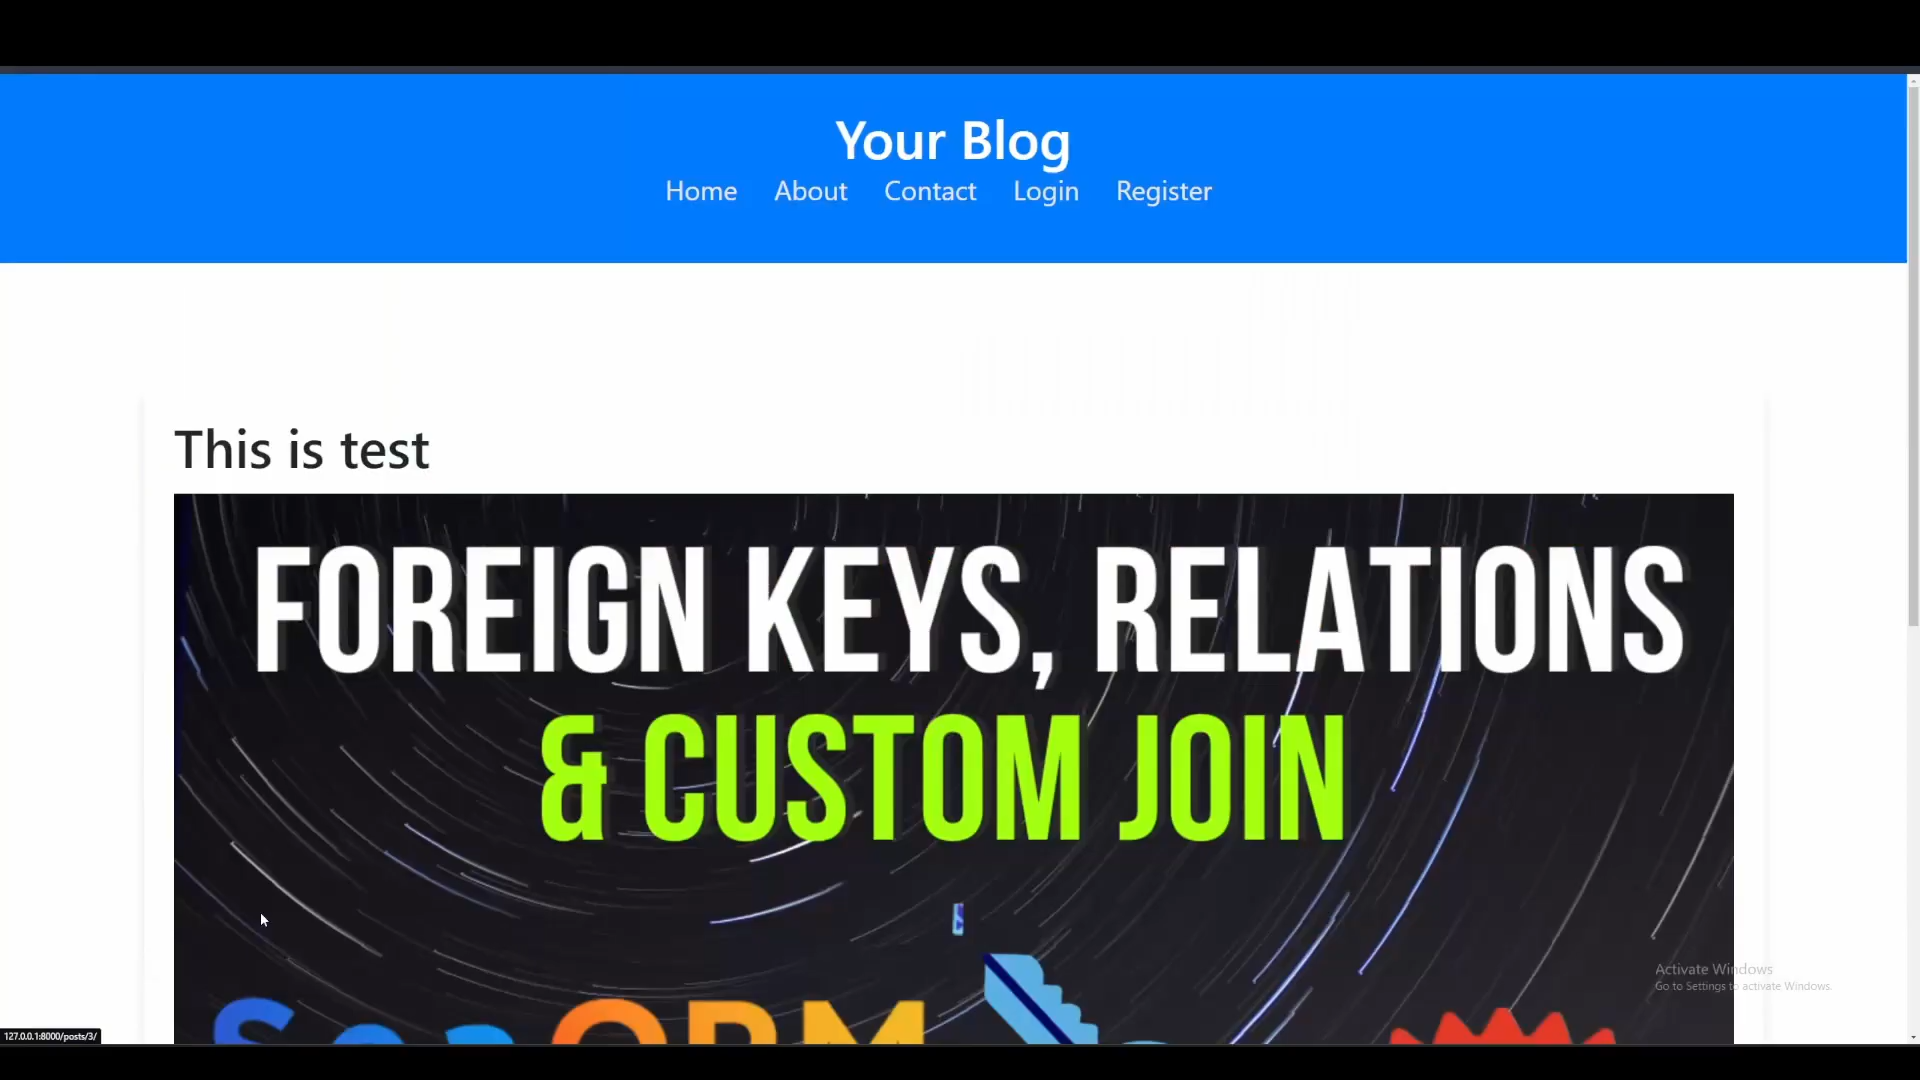 Your Blog
Home About Contact Login Register
This is test
FOREIGN KEYS, RELATIONS
& CUSTOM JOIN
ORM
Activate Windows
Go to Settings to activate Windows.
127.0.0.1:8000/posts/3/